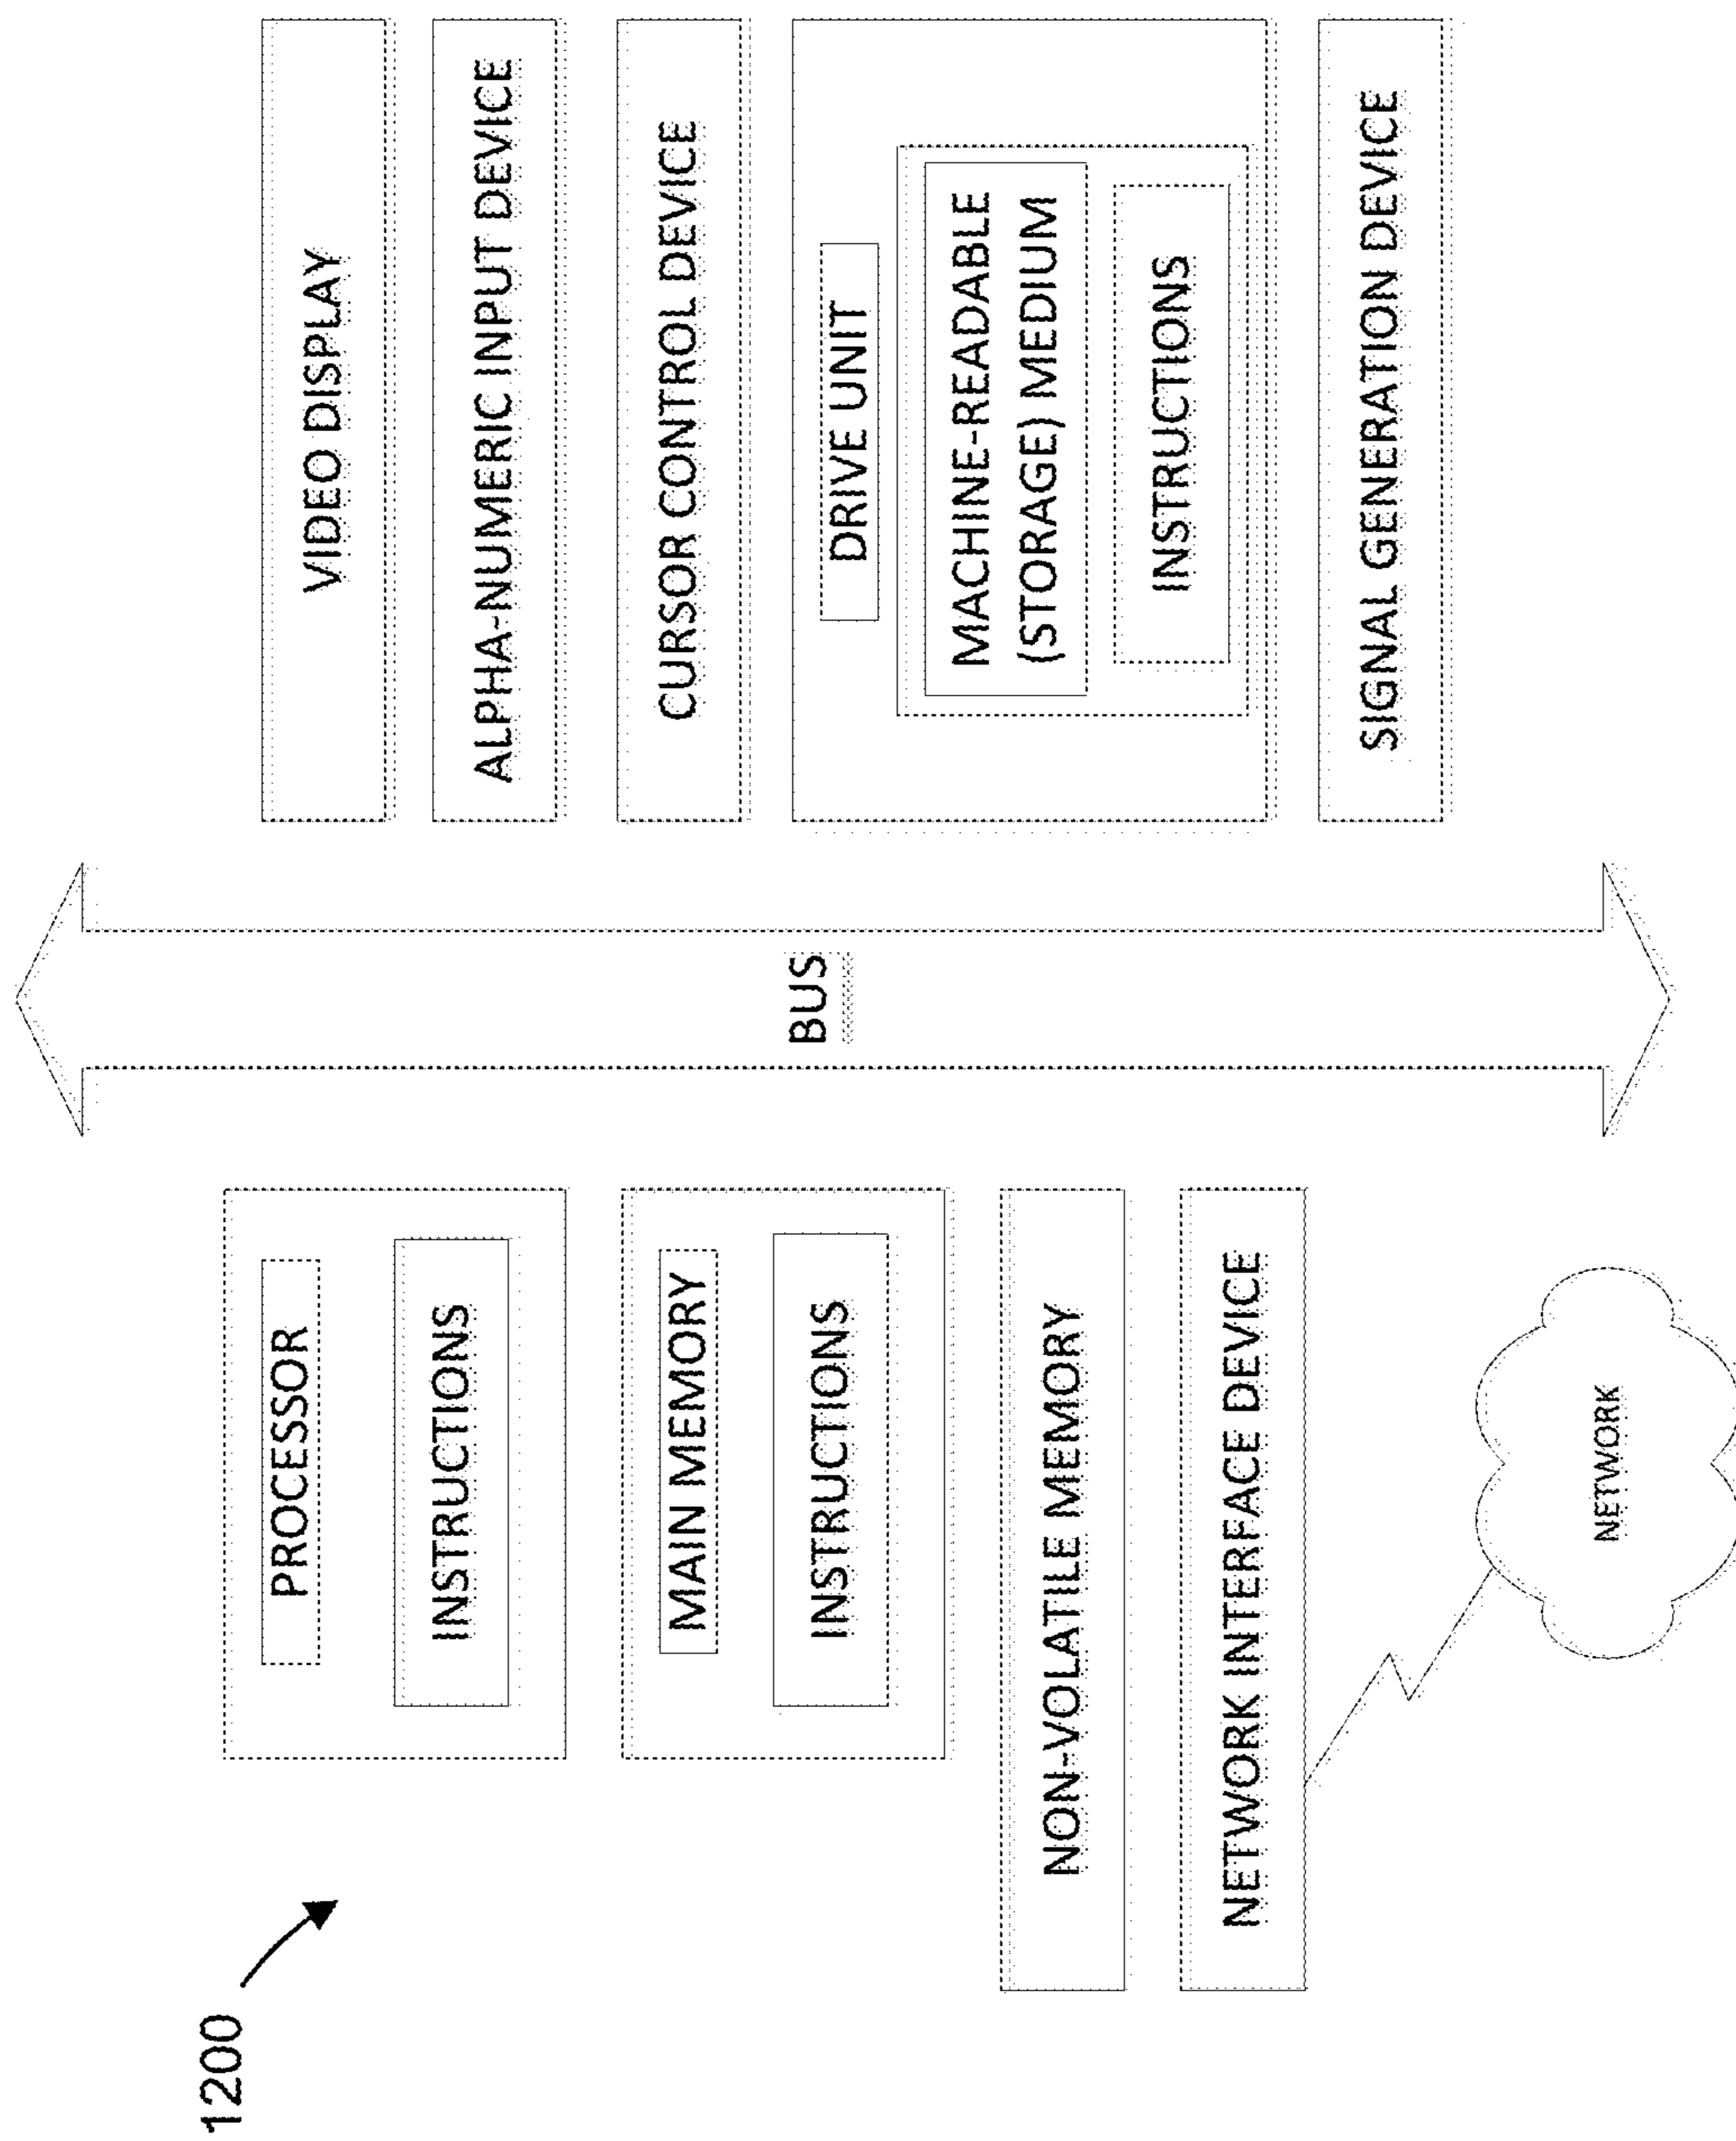 1200
PROCESSOR
INSTRUCTIONS
MAIN MEMORY
INSTRUCTIONS
NON-VOLATILE MEMORY
NETWORK INTERFACE DEVICE
NETWORK
BUS
VIDEO DISPLAY
ALPHA-NUMERIC INPUT DEVICE
CURSOR CONTROL DEVICE
DRIVE UNIT
MACHINE-READABLE
(STORAGE) MEDIUM
INSTRUCTIONS
SIGNAL GENERATION DEVICE